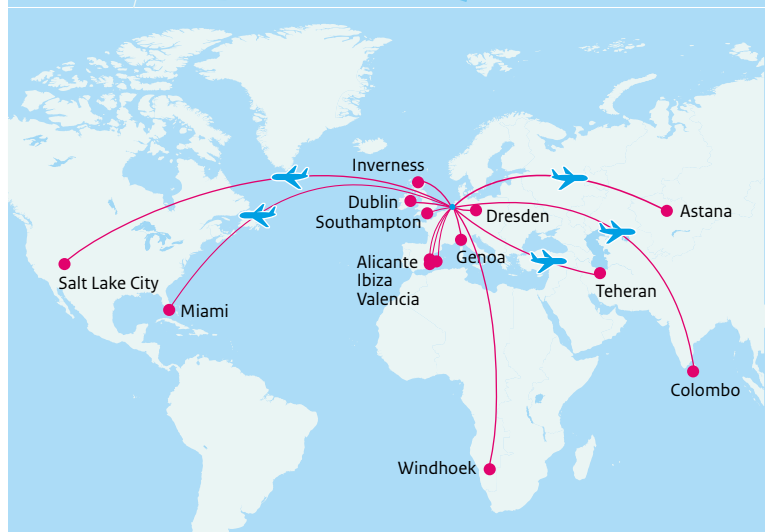 Inverness
Dublin
Southampton
Dresden
Astana
Alicante
Ibiza
Valencia
Genoa
Salt Lake City
Teheran
Miami
Colombo
Windhoek